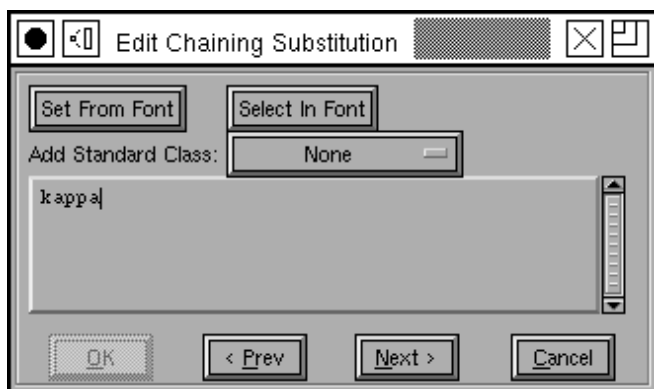 Edit Chaining Substitution
Set From Font Select In Font
Add Standard Class: None
kappa
OK < Prev Next > Cancel